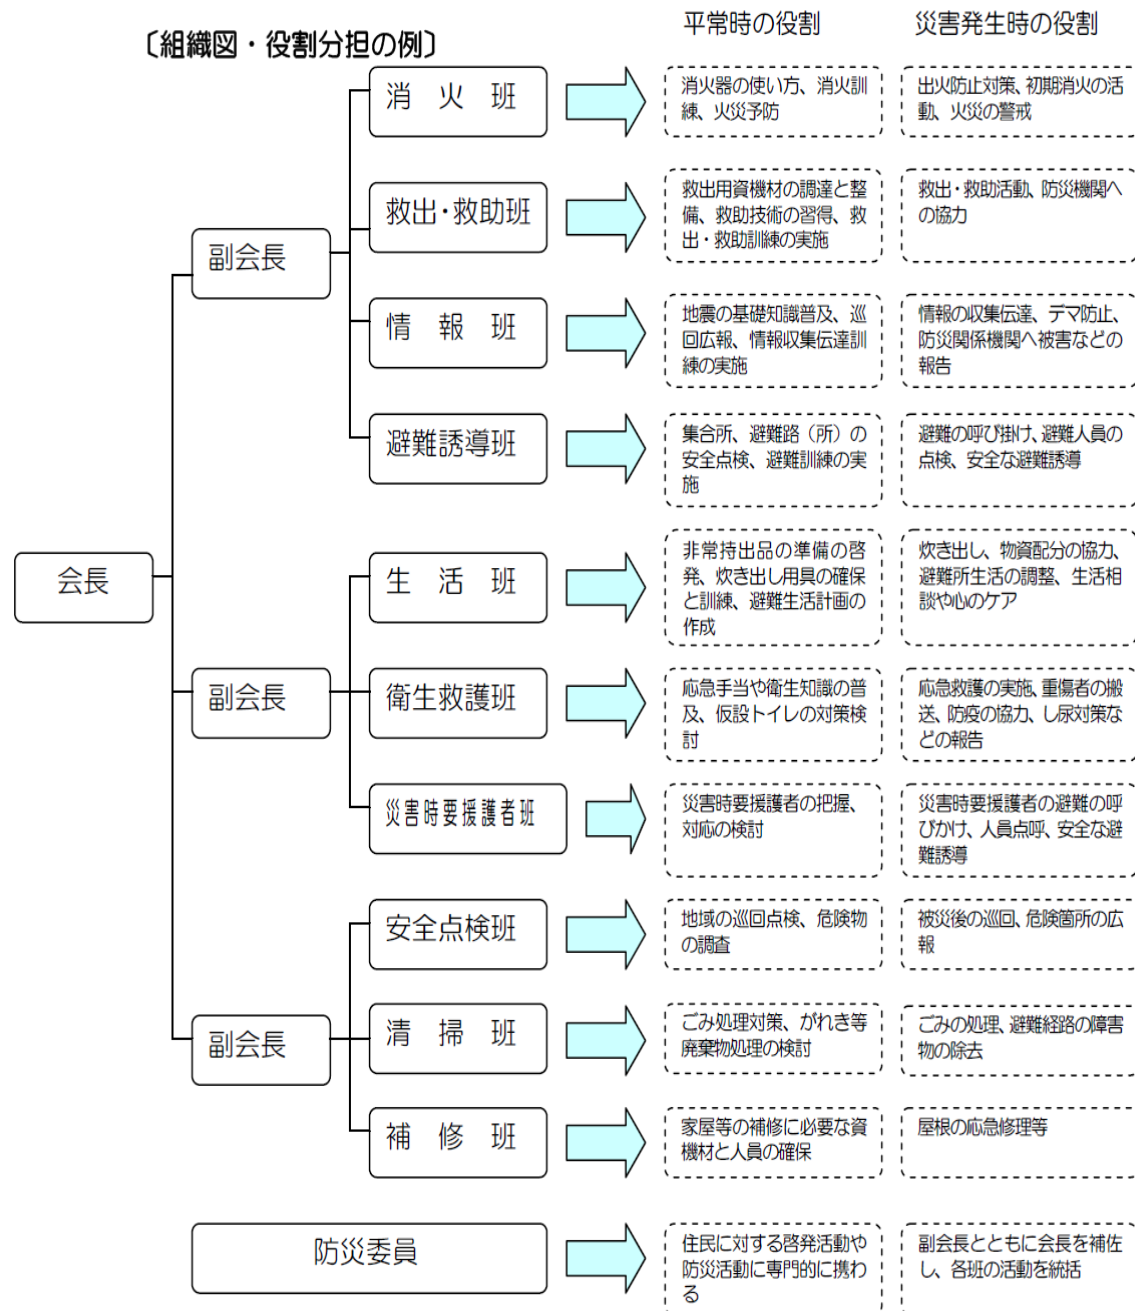 〔組織図・役割分担の例〕
平常時の役割
災害発生時の役割
会長
副会長
消火班
消火器の使い方、消火訓
練、火災予防
出火防止対策、初期消火の活
動、火災の警戒
救出・救助班
救出用資機材の調達と整
備、救助技術の習得、救
出・救助訓練の実施
救出・救助活動、防災機関へ
の協力
情報班
地震の基礎知識普及、巡
回広報、情報収集伝達訓
練の実施
情報の収集伝達、デマ防止、
防災関係機関へ被害などの
報告
避難誘導班
集合所、避難路（所）の
安全点検、避難訓練の実
施
避難の呼び掛け、避難人員の
点検、安全な避難誘導
副会長
生活班
非常持出品の準備の啓
発、炊き出し用具の確保
と訓練、避難生活計画の
作成
炊き出し、物資配分の協力、
避難所生活の調整、生活相
談や心のケア
衛生救護班
応急手当や衛生知識の普
及、仮設トイレの対策検
討
応急救護の実施、重傷者の搬
送、防疫の協力、し尿対策な
どの報告
災害時要援護者班
災害時要援護者の把握、
対応の検討
災害時要援護者の避難の呼
びかけ、人員点呼、安全な避
難誘導
副会長
安全点検班
地域の巡回点検、危険物
の調査
被災後の巡回、危険箇所の広
報
清掃班
ごみ処理対策、がれき等
廃棄物処理の検討
ごみの処理、避難経路の障害
物の除去
補修班
家屋等の補修に必要な資
機材と人員の確保
屋根の応急修理等
防災委員
住民に対する啓発活動や
防災活動に専門的に携わ
る
副会長とともに会長を補佐
し、各班の活動を統括